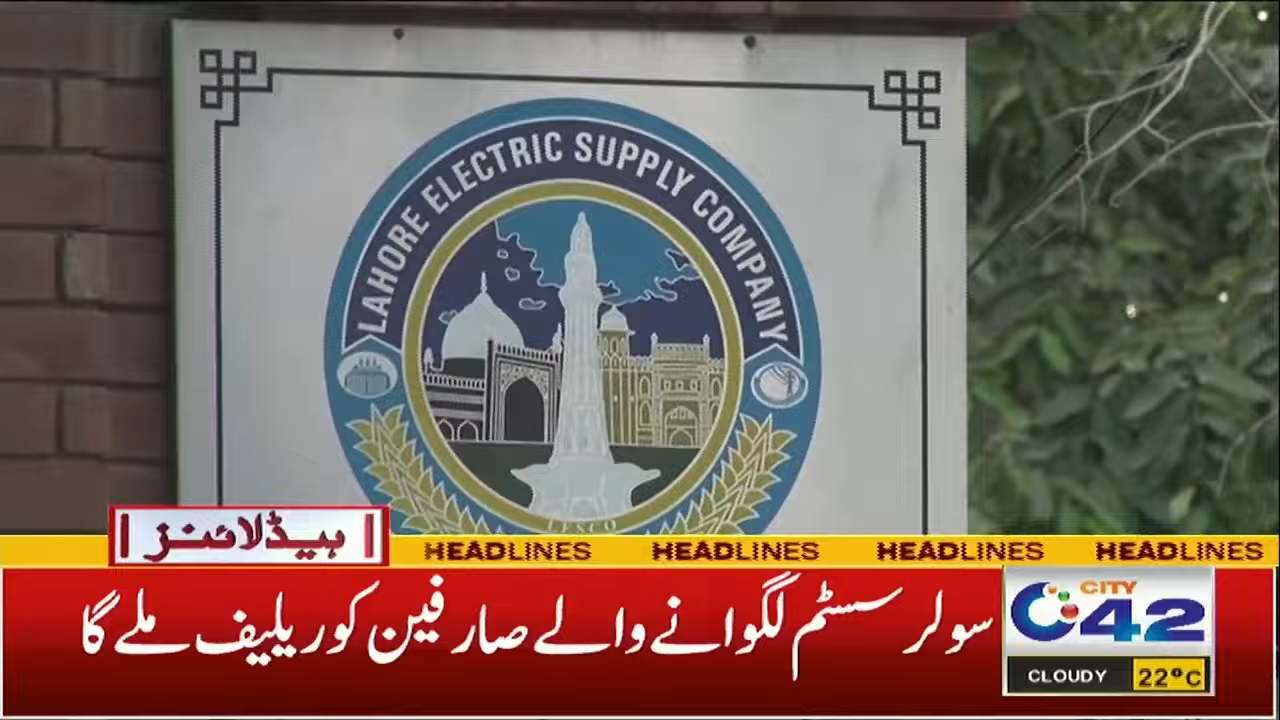 LAHORE ELECTRIC SUPPLY COMPANY
LESCO
ہیڈلائنز
HEADLINES HEADLINES HEADLINES HEADLINES
سولر سسٹم لگوانے والے صارفین کو ریلیف ملے گا
CITY
42
CLOUDY 22°C